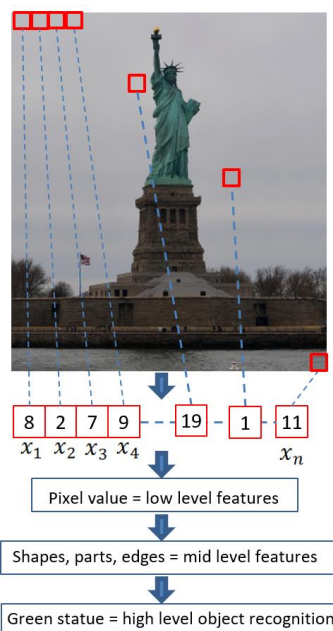 8 2 7 9 19 1 11
x₁ x₂ x₃ x₄ xₙ
Pixel value = low level features
Shapes, parts, edges = mid level features
Green statue = high level object recognition